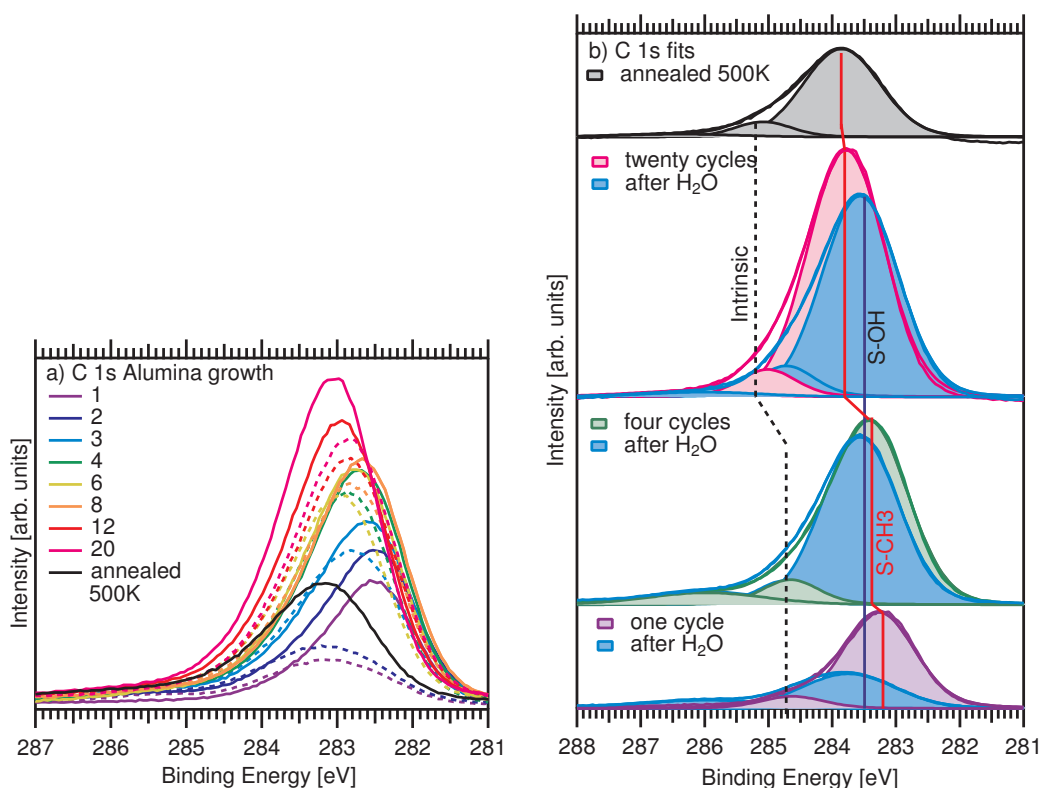 a) C 1s Alumina growth
1
2
3
4
6
8
12
20
annealed
500K
Intensity [arb. units]
287 286 285 284 283 282 281
Binding Energy [eV]
b) C 1s fits
annealed 500K
twenty cycles
after H₂O
Intrinsic
S-OH
four cycles
after H₂O
S-CH3
one cycle
after H₂O
Intensity [arb. units]
288 287 286 285 284 283 282 281
Binding Energy [eV]